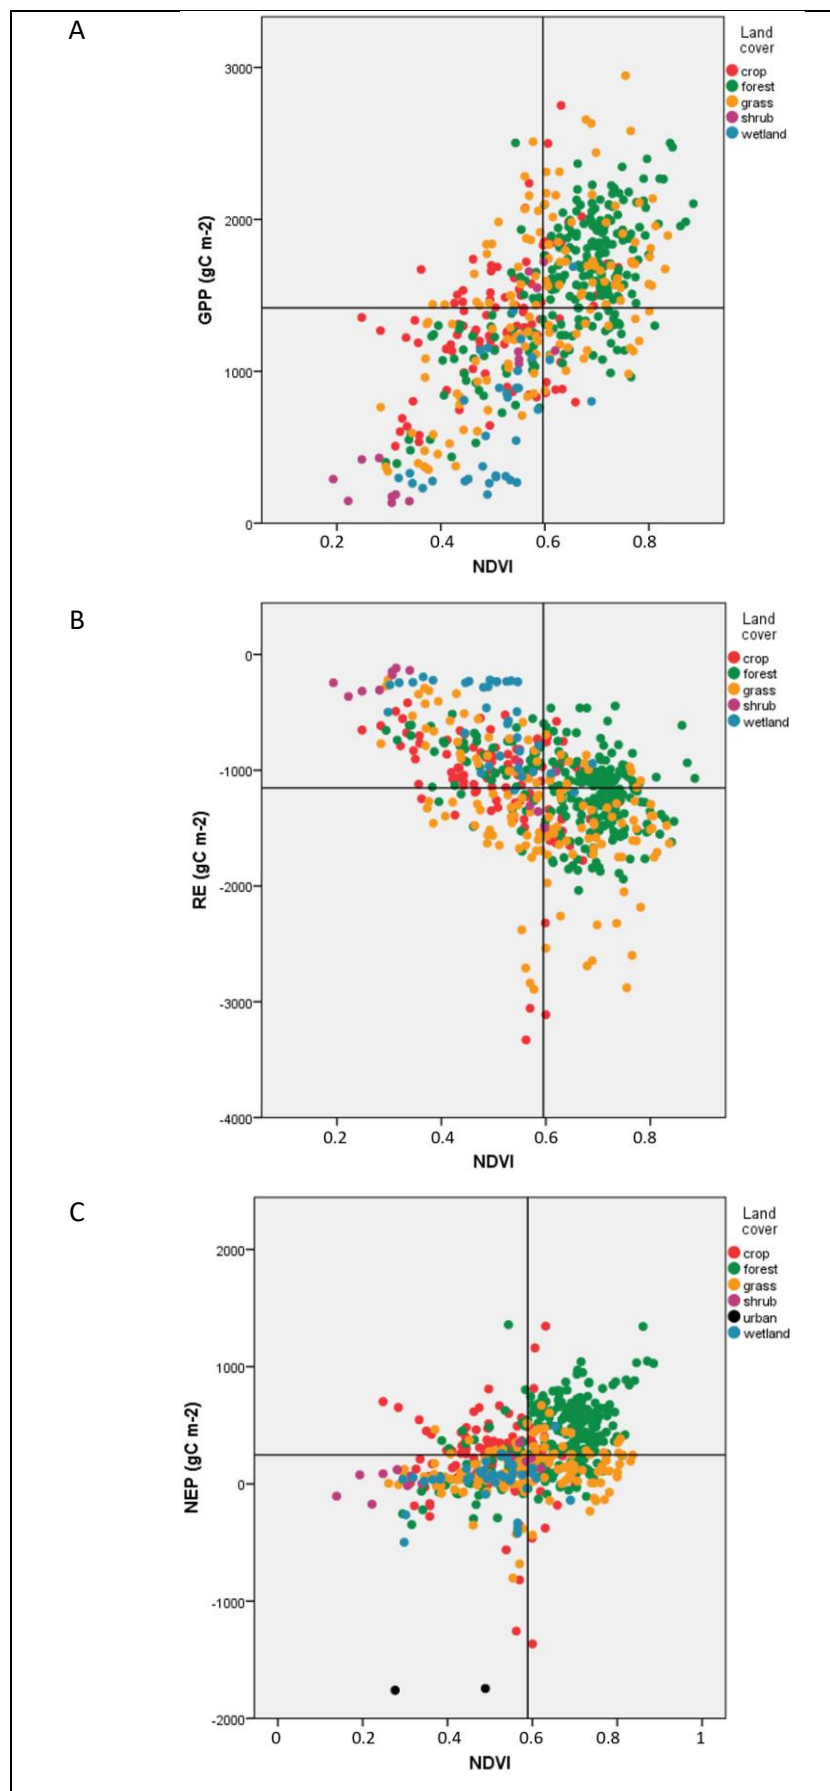 A
Land
cover
crop
forest
grass
shrub
wetland
3000
2000
1000
0
GPP (gC m-2)
0.2 0.4 0.6 0.8
NDVI
B
Land
cover
crop
forest
grass
shrub
wetland
0
-1000
-2000
-3000
-4000
RE (gC m-2)
0.2 0.4 0.6 0.8
NDVI
C
Land
cover
crop
forest
grass
shrub
urban
wetland
2000
1000
0
-1000
-2000
NEP (gC m-2)
0 0.2 0.4 0.6 0.8 1
NDVI